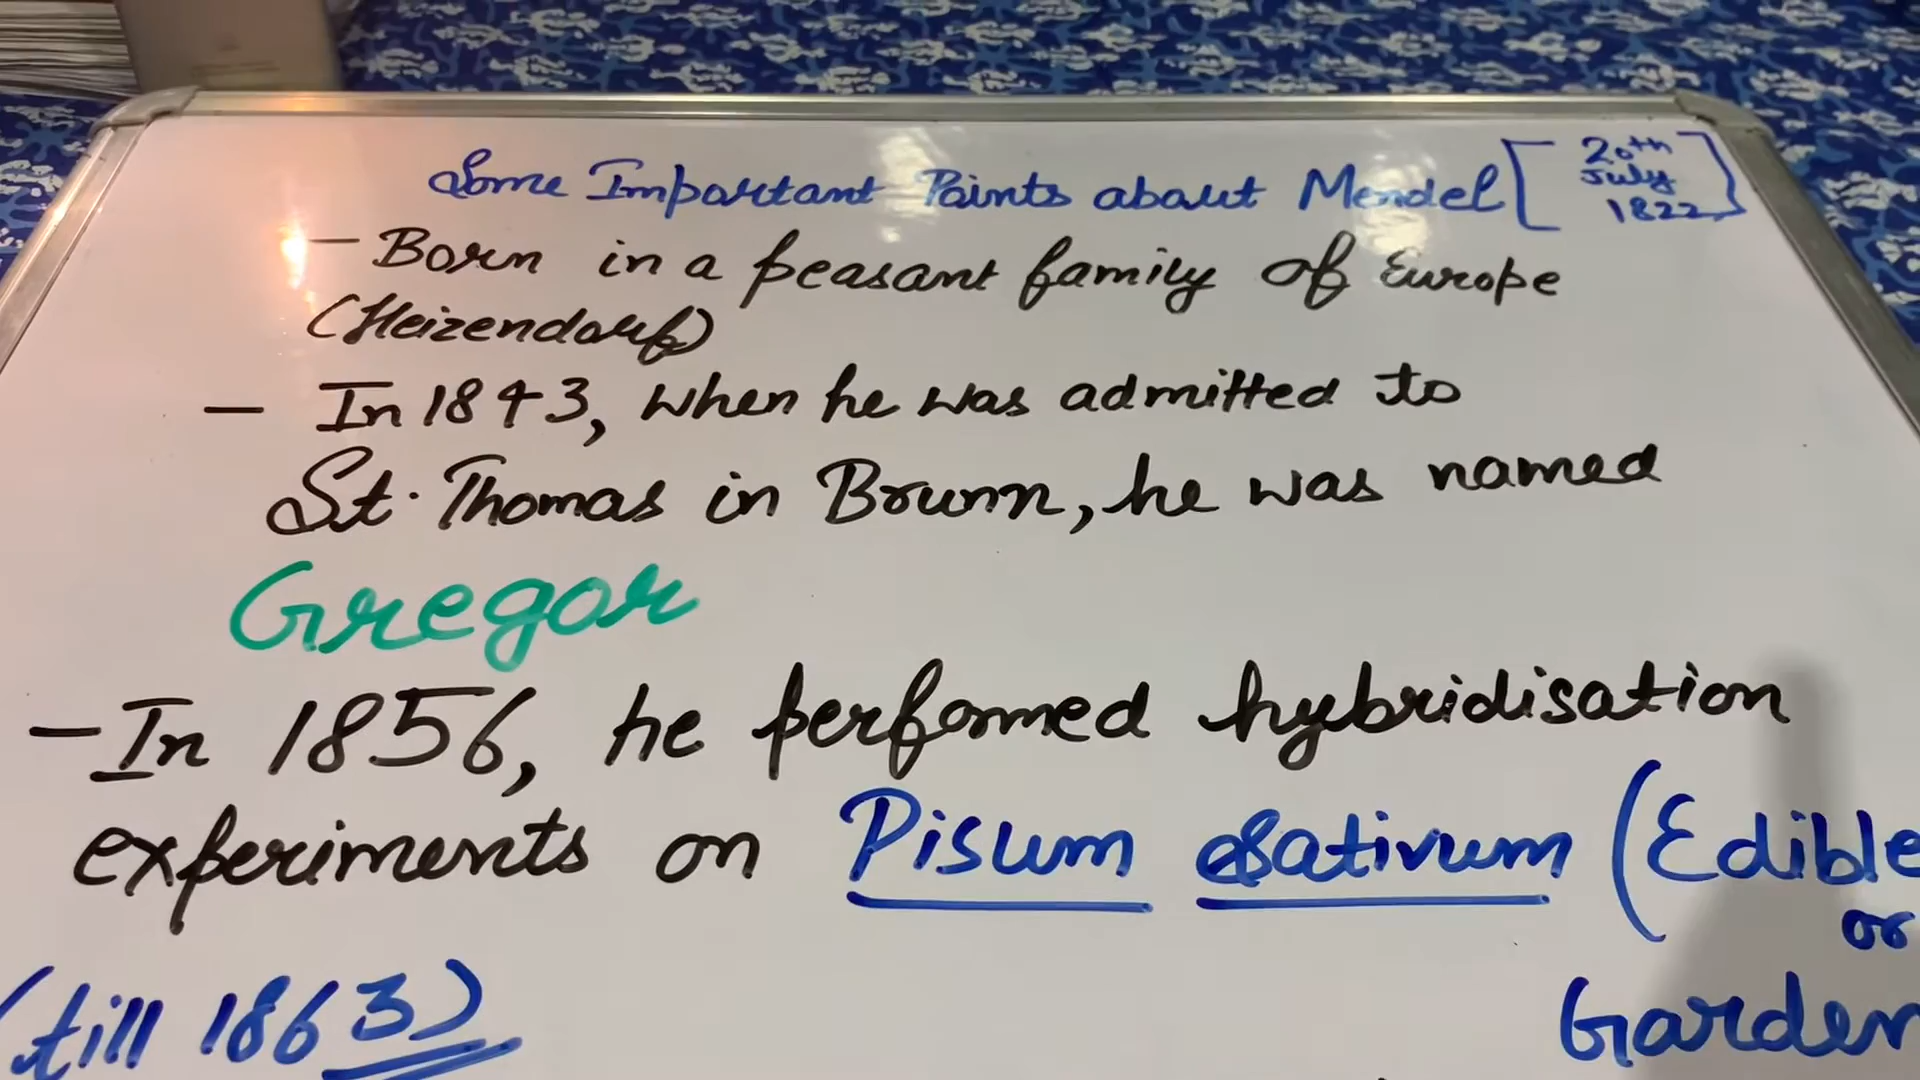 Some Important Points about Mendel [20th July 1822]
- Born in a peasant family of Europe
(Heizendorf)
- In 1843, when he was admitted to
St. Thomas in Brunn, he was named
Gregor
- In 1856, he performed hybridisation
experiments on Pisum sativum (Edible
or
(till 1863)
Garden